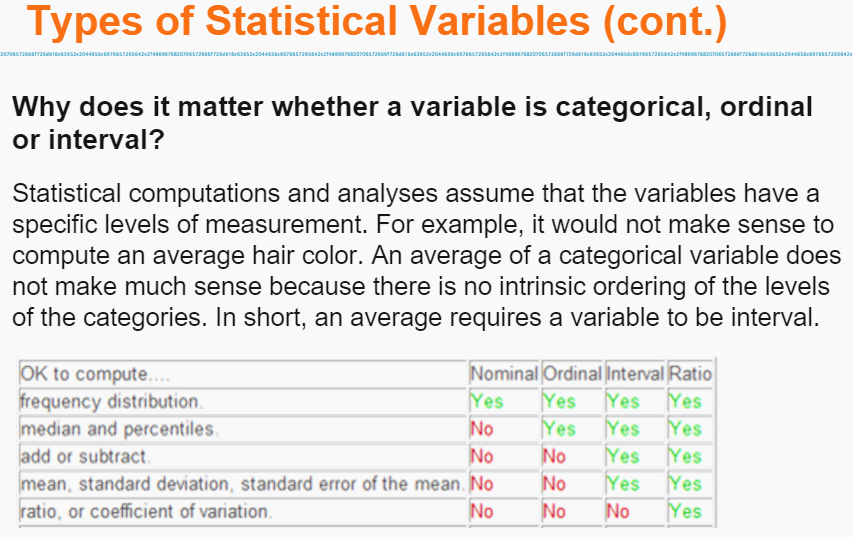 Types of Statistical Variables (cont.)
Why does it matter whether a variable is categorical, ordinal
or interval?
Statistical computations and analyses assume that the variables have a
specific levels of measurement. For example, it would not make sense to
compute an average hair color. An average of a categorical variable does
not make much sense because there is no intrinsic ordering of the levels
of the categories. In short, an average requires a variable to be interval.
OK to compute.... Nominal Ordinal Interval Ratio
frequency distribution. Yes Yes Yes Yes
median and percentiles. No Yes Yes Yes
add or subtract. No No Yes Yes
mean, standard deviation, standard error of the mean. No No Yes Yes
ratio, or coefficient of variation. No No No Yes